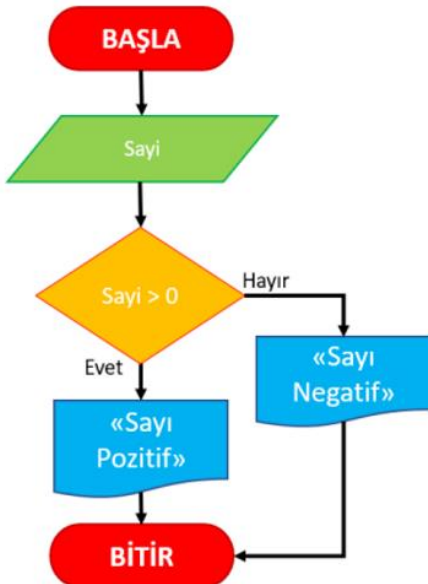 BAŞLA
Sayi
Sayi > 0
Hayır
Evet
«Sayı
Negatif»
«Sayı
Pozitif»
BİTİR